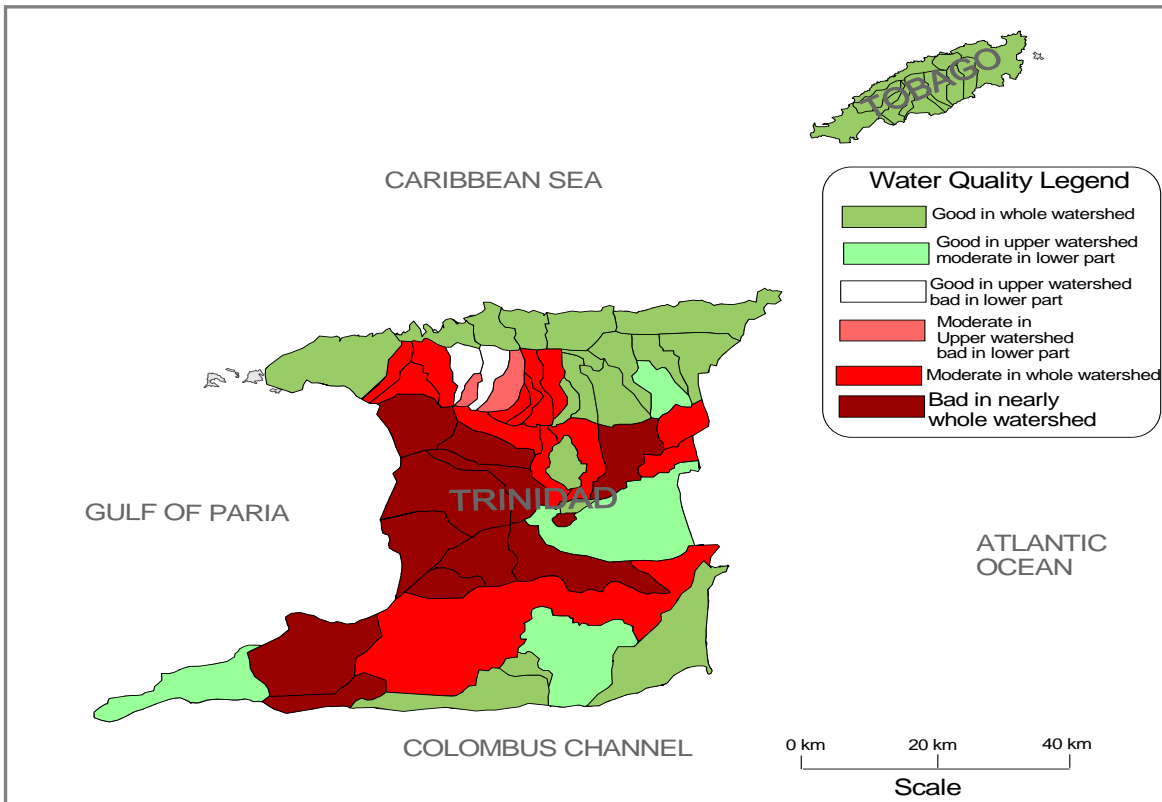 TOBAGO
CARIBBEAN SEA
Water Quality Legend
Good in whole watershed
Good in upper watershed
moderate in lower part
Good in upper watershed
bad in lower part
Moderate in
Upper watershed
bad in lower part
Moderate in whole watershed
Bad in nearly
whole watershed
TRINIDAD
GULF OF PARIA
ATLANTIC
OCEAN
COLOMBUS CHANNEL
0 km 20 km 40 km
Scale